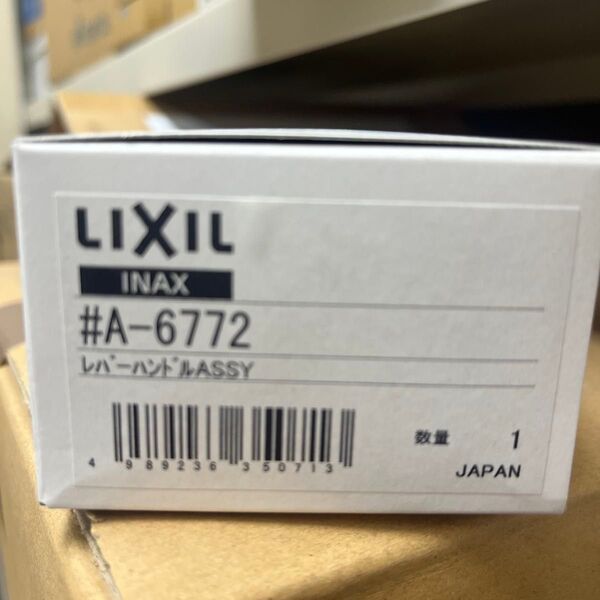 LIXIL
INAX
#A-6772
ﾚﾊﾞｰﾊﾝﾄﾞﾙASSY
4 989236 350713
数量 1
JAPAN